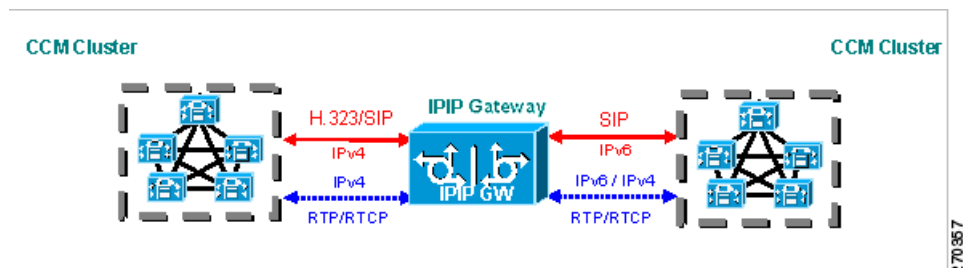 CCM Cluster
CCM Cluster
IPIP Gateway
H.323/SIP
SIP
IPv4
IPv6
IPv4
IPv6 / IPv4
IPIP GW
RTP/RTCP
RTP/RTCP
270357